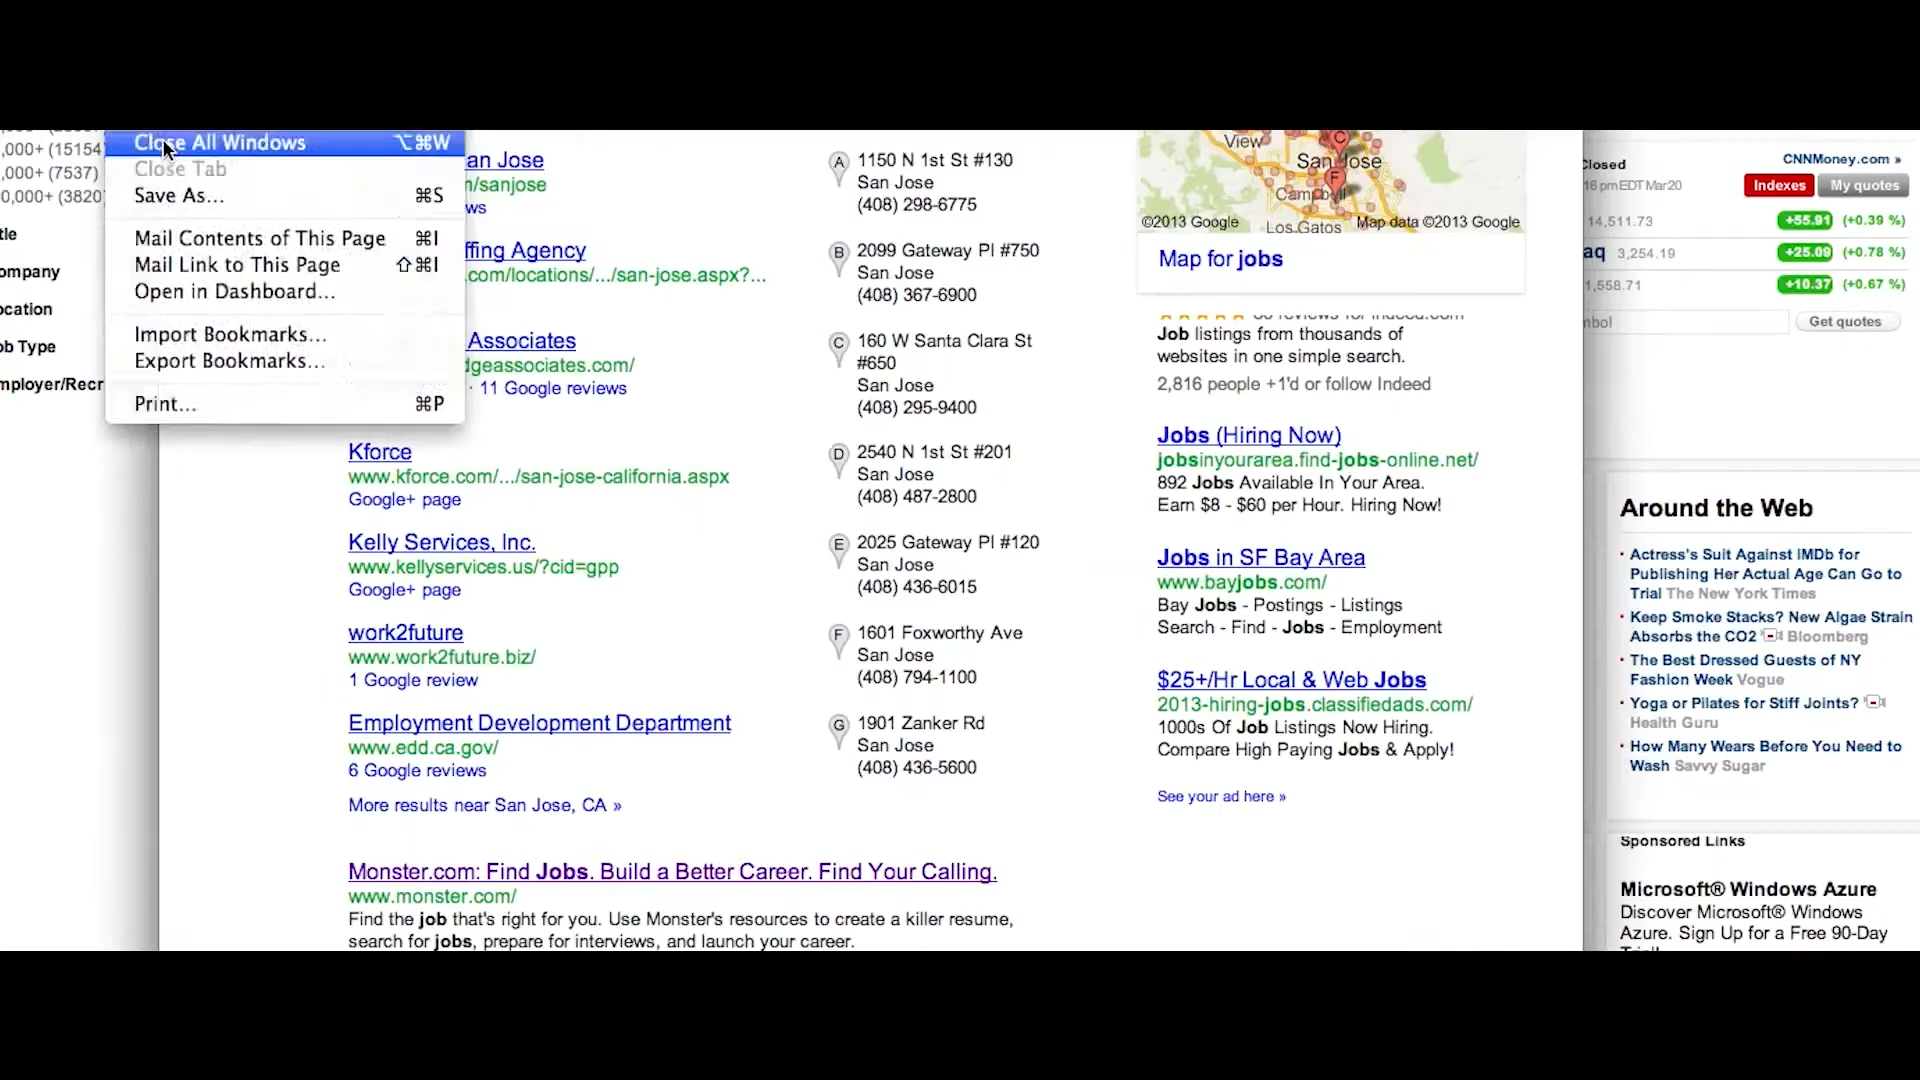 ,000+ (15154
,000+ (7537)
0,000+ (3820
tle
ompany
ocation
ob Type
mployer/Recr
Close All Windows ⌥⌘W
Close Tab
Save As... ⌘S
Mail Contents of This Page ⌘I
Mail Link to This Page ⇧⌘I
Open in Dashboard...
Import Bookmarks...
Export Bookmarks...
Print... ⌘P
an Jose
n/sanjose
ws
A 1150 N 1st St #130
San Jose
(408) 298-6775
ffing Agency
.com/locations/.../san-jose.aspx?...
B 2099 Gateway Pl #750
San Jose
(408) 367-6900
Associates
dgeassociates.com/
· 11 Google reviews
C 160 W Santa Clara St
#650
San Jose
(408) 295-9400
Kforce
www.kforce.com/.../san-jose-california.aspx
Google+ page
D 2540 N 1st St #201
San Jose
(408) 487-2800
Kelly Services, Inc.
www.kellyservices.us/?cid=gpp
Google+ page
E 2025 Gateway Pl #120
San Jose
(408) 436-6015
work2future
www.work2future.biz/
1 Google review
F 1601 Foxworthy Ave
San Jose
(408) 794-1100
Employment Development Department
www.edd.ca.gov/
6 Google reviews
G 1901 Zanker Rd
San Jose
(408) 436-5600
More results near San Jose, CA »
Monster.com: Find Jobs. Build a Better Career. Find Your Calling.
www.monster.com/
Find the job that's right for you. Use Monster's resources to create a killer resume,
search for jobs, prepare for interviews, and launch your career.
View
C
San Jose
F
Campbell
©2013 Google
Los Gatos
Map data ©2013 Google
Map for jobs
reviews for indeed.com
Job listings from thousands of
websites in one simple search.
2,816 people +1'd or follow Indeed
Jobs (Hiring Now)
jobsinyourarea.find-jobs-online.net/
892 Jobs Available In Your Area.
Earn $8 - $60 per Hour. Hiring Now!
Jobs in SF Bay Area
www.bayjobs.com/
Bay Jobs - Postings - Listings
Search - Find - Jobs - Employment
$25+/Hr Local & Web Jobs
2013-hiring-jobs.classifiedads.com/
1000s Of Job Listings Now Hiring.
Compare High Paying Jobs & Apply!
See your ad here »
Closed
CNNMoney.com »
16 pm EDT Mar 20
Indexes My quotes
14,511.73 +55.91 (+0.39 %)
aq 3,254.19 +25.09 (+0.78 %)
1,558.71 +10.37 (+0.67 %)
mbol Get quotes
Around the Web
Actress's Suit Against IMDb for
Publishing Her Actual Age Can Go to
Trial The New York Times
Keep Smoke Stacks? New Algae Strain
Absorbs the CO2 Bloomberg
The Best Dressed Guests of NY
Fashion Week Vogue
Yoga or Pilates for Stiff Joints?
Health Guru
How Many Wears Before You Need to
Wash Savvy Sugar
Sponsored Links
Microsoft® Windows Azure
Discover Microsoft® Windows
Azure. Sign Up for a Free 90-Day